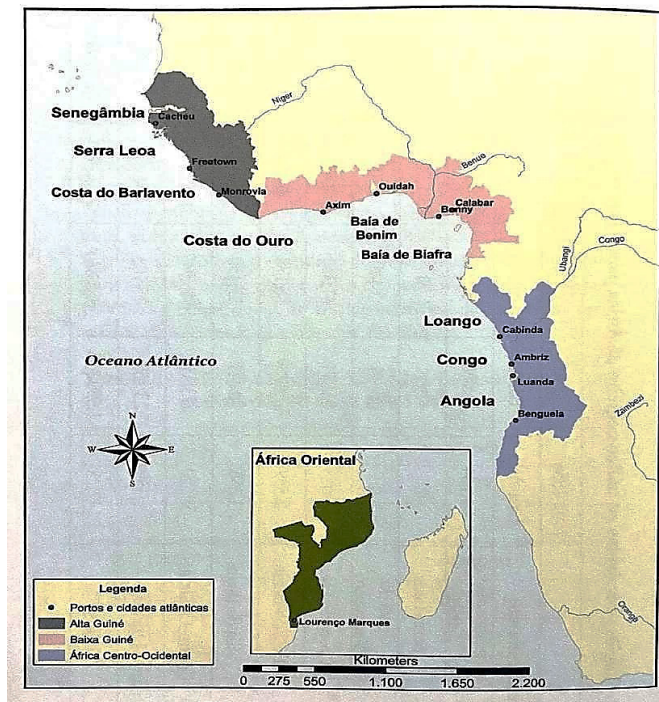 Niger
Senegâmbia
Cacheu
Serra Leoa
Freetown
Benue
Costa do Barlavento
Monrovia
Ouidah
Calabar
Axim
Bonny
Costa do Ouro
Baía de
Benim
Baía de Biafra
Ubangi
Congo
Loango
Cabinda
Oceano Atlântico
Congo
Ambriz
Luanda
Angola
Benguela
Zambezi
N
W
E
S
África Oriental
Orange
Lourenço Marques
Legenda
Portos e cidades atlânticas
Alta Guiné
Baixa Guiné
África Centro-Ocidental
Kilometers
0 275 550 1.100 1.650 2.200